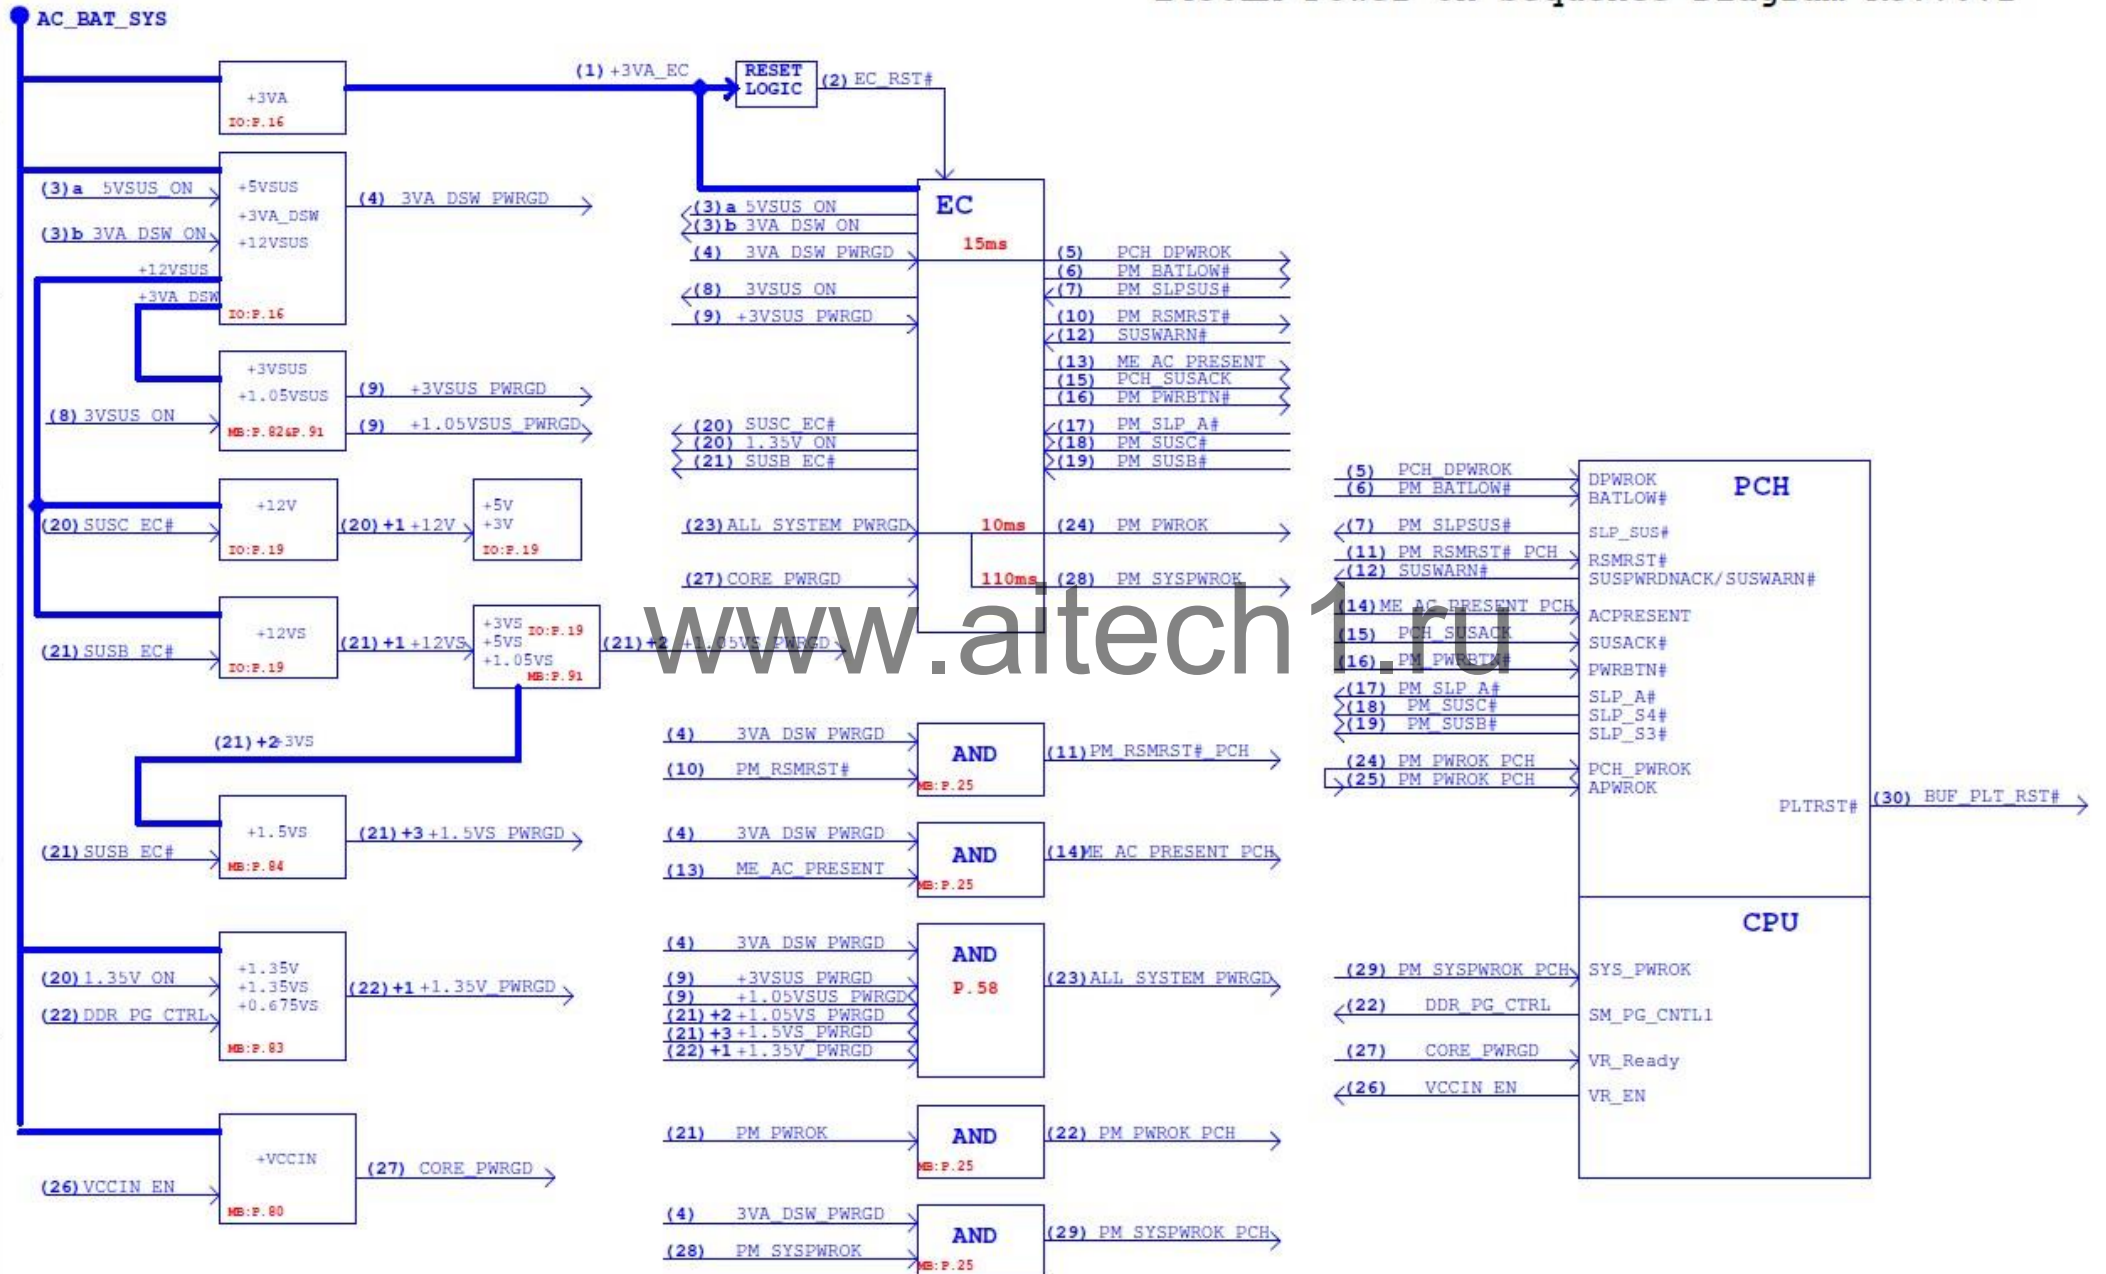 AC_BAT_SYS
+3VA
IO:P.16
(1) +3VA_EC
RESET
LOGIC
(2) EC_RST#
(3)a 5VSUS_ON
(3)b 3VA_DSW_ON
+5VSUS
+3VA_DSW
+12VSUS
+12VSUS
+3VA_DSW
IO:P.16
(4) 3VA_DSW_PWRGD
+3VSUS
+1.05VSUS
MB:P.82&P.91
(8) 3VSUS_ON
(9) +3VSUS_PWRGD
(9) +1.05VSUS_PWRGD
+12V
IO:P.19
(20) SUSC_EC#
(20)+1 +12V
+5V
+3V
IO:P.19
+12VS
IO:P.19
(21) SUSB_EC#
(21)+1 +12VS
+3VS IO:P.19
+5VS
+1.05VS
MB:P.91
(21)+2 +1.05VS_PWRGD
(21)+2 +3VS
+1.5VS
MB:P.84
(21) SUSB_EC#
(21)+3 +1.5VS_PWRGD
+1.35V
+1.35VS
+0.675VS
MB:P.83
(20) 1.35V_ON
(22) DDR_PG_CTRL
(22)+1 +1.35V_PWRGD
+VCCIN
MB:P.80
(26) VCCIN_EN
(27) CORE_PWRGD
EC
15ms
(3)a 5VSUS_ON
(3)b 3VA_DSW_ON
(4) 3VA_DSW_PWRGD
(8) 3VSUS_ON
(9) +3VSUS_PWRGD
(20) SUSC_EC#
(20) 1.35V_ON
(21) SUSB_EC#
(23) ALL_SYSTEM_PWRGD
(27) CORE_PWRGD
10ms
110ms
(5) PCH_DPWROK
(6) PM_BATLOW#
(7) PM_SLPSUS#
(10) PM_RSMRST#
(12) SUSWARN#
(13) ME_AC_PRESENT
(15) PCH_SUSACK
(16) PM_PWRBTN#
(17) PM_SLP_A#
(18) PM_SUSC#
(19) PM_SUSB#
(24) PM_PWROK
(28) PM_SYSPWROK
www.aitech1.ru
(4) 3VA_DSW_PWRGD
(10) PM_RSMRST#
AND
MB:P.25
(11) PM_RSMRST#_PCH
(4) 3VA_DSW_PWRGD
(13) ME_AC_PRESENT
AND
MB:P.25
(14) ME_AC_PRESENT_PCH
(4) 3VA_DSW_PWRGD
(9) +3VSUS_PWRGD
(9) +1.05VSUS_PWRGD
(21)+2 +1.05VS_PWRGD
(21)+3 +1.5VS_PWRGD
(22)+1 +1.35V_PWRGD
AND
P.58
(23) ALL_SYSTEM_PWRGD
(21) PM_PWROK
AND
MB:P.25
(22) PM_PWROK_PCH
(4) 3VA_DSW_PWRGD
(28) PM_SYSPWROK
AND
MB:P.25
(29) PM_SYSPWROK_PCH
PCH
(5) PCH_DPWROK
(6) PM_BATLOW#
(7) PM_SLPSUS#
(11) PM_RSMRST#_PCH
(12) SUSWARN#
(14) ME_AC_PRESENT_PCH
(15) PCH_SUSACK
(16) PM_PWRBTN#
(17) PM_SLP_A#
(18) PM_SUSC#
(19) PM_SUSB#
(24) PM_PWROK_PCH
(25) PM_PWROK_PCH
DPWROK
BATLOW#
SLP_SUS#
RSMRST#
SUSPWRDNACK/SUSWARN#
ACPRESENT
SUSACK#
PWRBTN#
SLP_A#
SLP_S4#
SLP_S3#
PCH_PWROK
APWROK
PLTRST#
(30) BUF_PLT_RST#
CPU
(29) PM_SYSPWROK_PCH
(22) DDR_PG_CTRL
(27) CORE_PWRGD
(26) VCCIN_EN
SYS_PWROK
SM_PG_CNTL1
VR_Ready
VR_EN